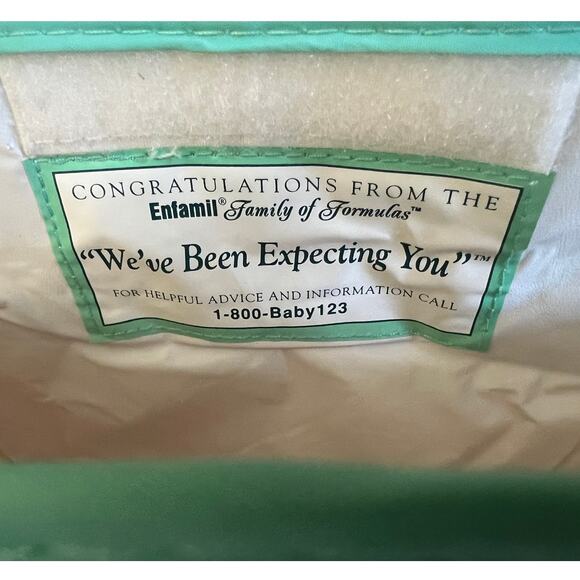 CONGRATULATIONS FROM THE
Enfamil® Family of Formulas™
"We've Been Expecting You"™
FOR HELPFUL ADVICE AND INFORMATION CALL
1-800-Baby123